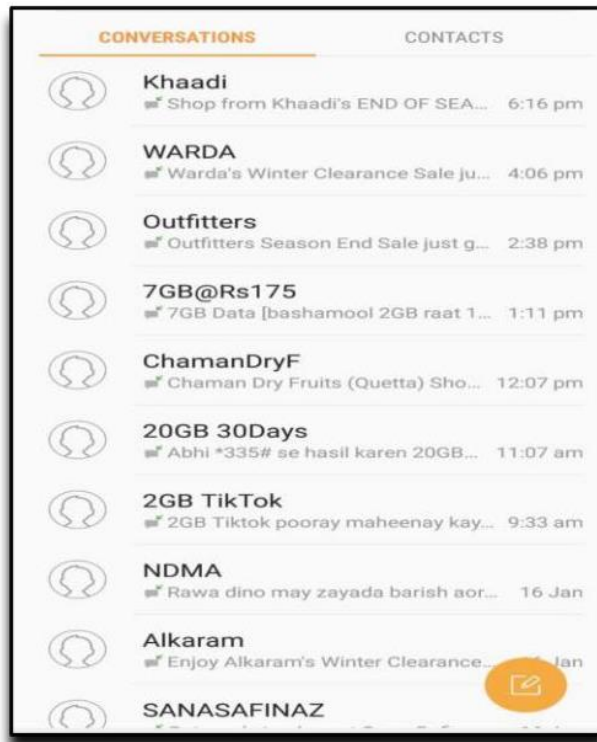 CONVERSATIONS CONTACTS
Khaadi
Shop from Khaadi's END OF SEA... 6:16 pm
WARDA
Warda's Winter Clearance Sale ju... 4:06 pm
Outfitters
Outfitters Season End Sale just g... 2:38 pm
7GB@Rs175
7GB Data [bashamool 2GB raat 1... 1:11 pm
ChamanDryF
Chaman Dry Fruits (Quetta) Sho... 12:07 pm
20GB 30Days
Abhi *335# se hasil karen 20GB... 11:07 am
2GB TikTok
2GB Tiktok pooray maheenay kay... 9:33 am
NDMA
Rawa dino may zayada barish aor... 16 Jan
Alkaram
Enjoy Alkaram's Winter Clearance... Jan
SANASAFINAZ